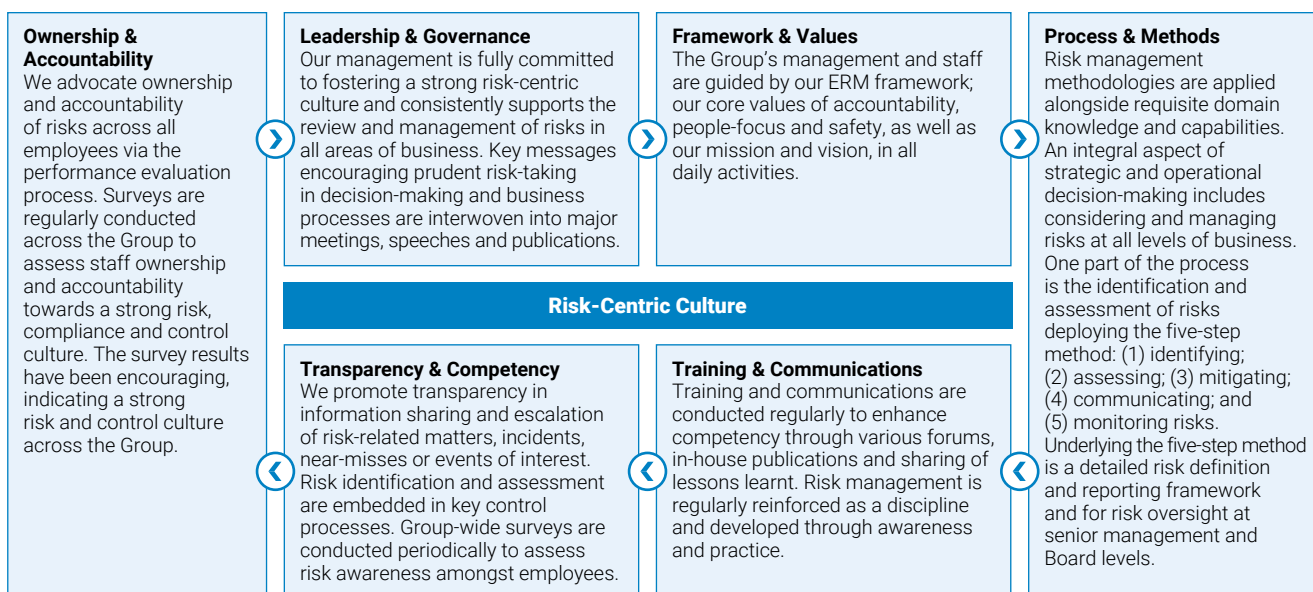 Ownership &
Accountability
We advocate ownership
and accountability
of risks across all
employees via the
performance evaluation
process. Surveys are
regularly conducted
across the Group to
assess staff ownership
and accountability
towards a strong risk,
compliance and control
culture. The survey results
have been encouraging,
indicating a strong
risk and control culture
across the Group.
Leadership & Governance
Our management is fully committed
to fostering a strong risk-centric
culture and consistently supports the
review and management of risks in
all areas of business. Key messages
encouraging prudent risk-taking
in decision-making and business
processes are interwoven into major
meetings, speeches and publications.
Framework & Values
The Group’s management and staff
are guided by our ERM framework;
our core values of accountability,
people-focus and safety, as well as
our mission and vision, in all
daily activities.
Process & Methods
Risk management
methodologies are applied
alongside requisite domain
knowledge and capabilities.
An integral aspect of
strategic and operational
decision-making includes
considering and managing
risks at all levels of business.
One part of the process
is the identification and
assessment of risks
deploying the five-step
method: (1) identifying;
(2) assessing; (3) mitigating;
(4) communicating; and
(5) monitoring risks.
Underlying the five-step method
is a detailed risk definition
and reporting framework
and for risk oversight at
senior management and
Board levels.
Risk-Centric Culture
Transparency & Competency
We promote transparency in
information sharing and escalation
of risk-related matters, incidents,
near-misses or events of interest.
Risk identification and assessment
are embedded in key control
processes. Group-wide surveys are
conducted periodically to assess
risk awareness amongst employees.
Training & Communications
Training and communications are
conducted regularly to enhance
competency through various forums,
in-house publications and sharing of
lessons learnt. Risk management is
regularly reinforced as a discipline
and developed through awareness
and practice.